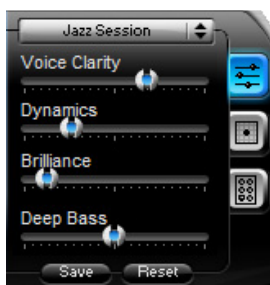 Jazz Session
Voice Clarity
Dynamics
Brilliance
Deep Bass
Save Reset